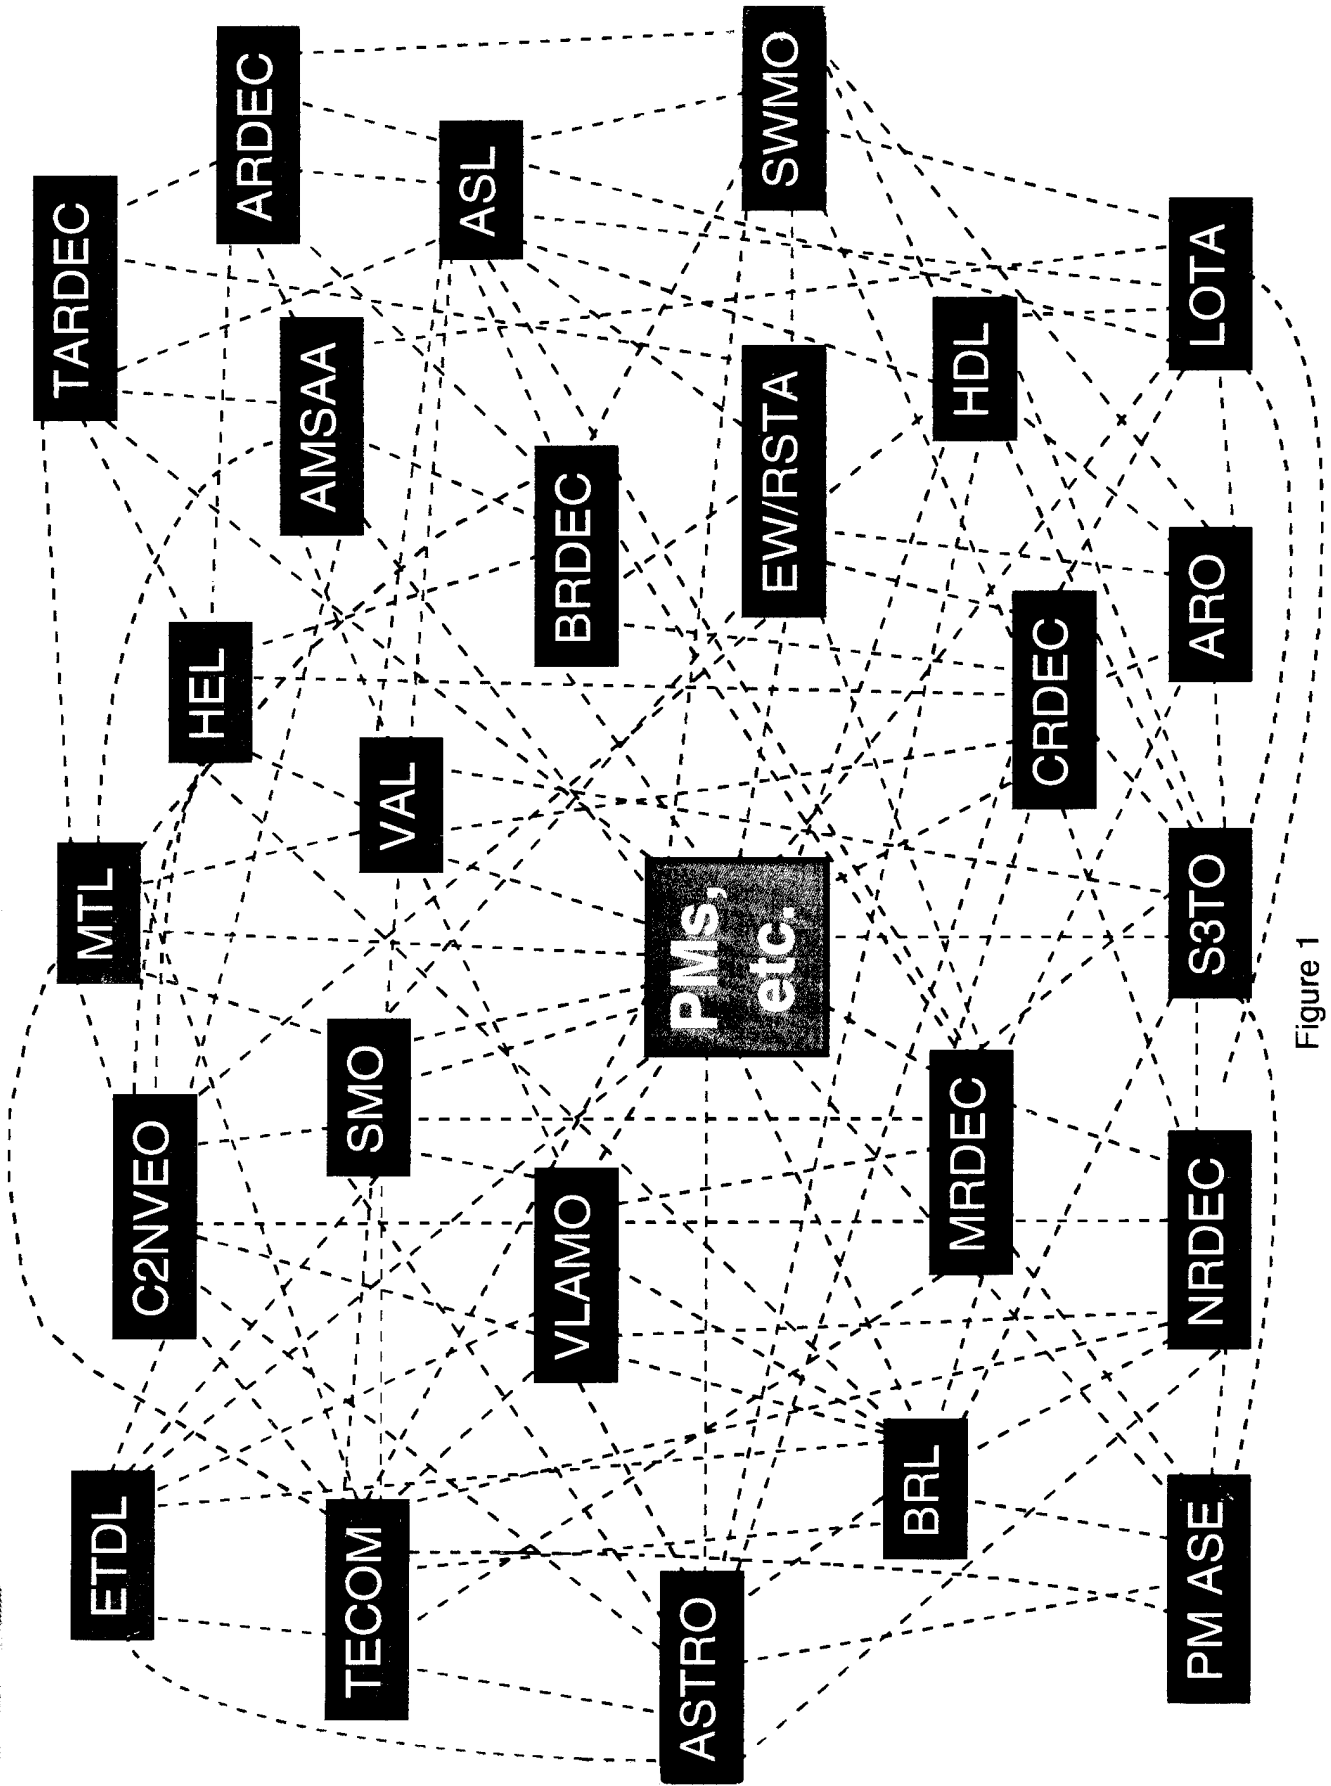 ETDL
MTL
TARDEC
C2NVEO
HEL
ARDEC
TECOM
SMO
VAL
AMSAA
ASL
VLAMO
BRDEC
ASTRO
PMs,
etc.
EW/RSTA
SWMO
BRL
MRDEC
CRDEC
HDL
PM ASE
NRDEC
S3TO
ARO
LOTA
Figure 1